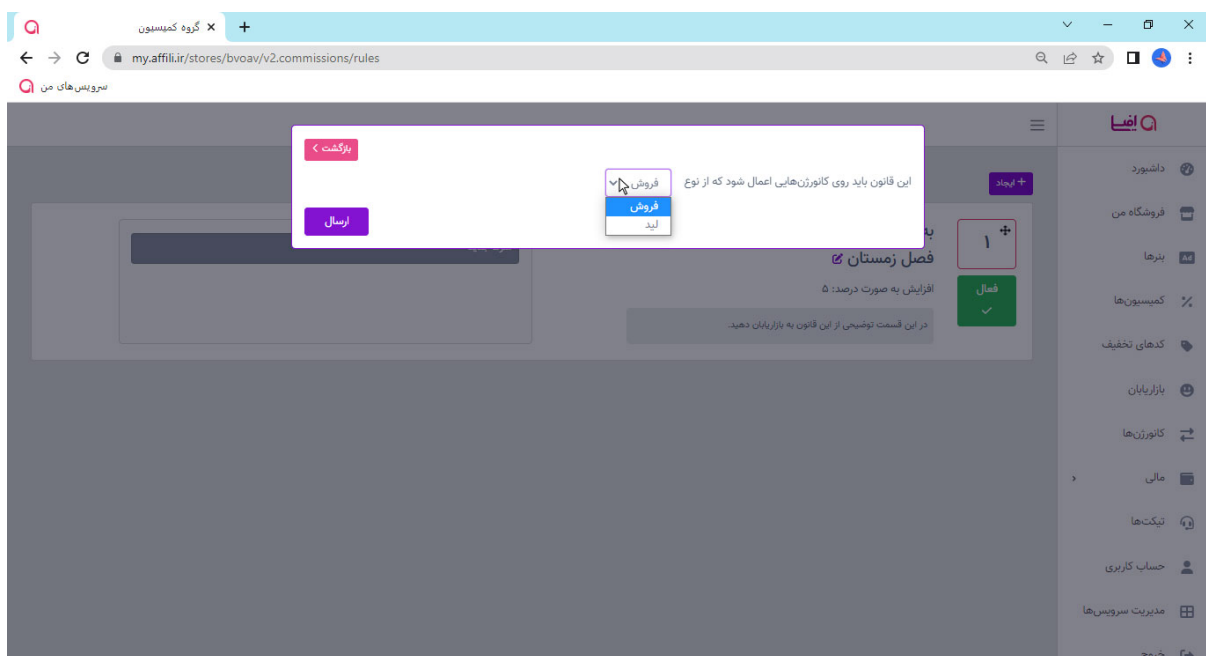 گروه کمیسیون
my.affili.ir/stores/bvoav/v2.commissions/rules
سرویس‌های من
افیلی
بازگشت
این قانون باید روی کانورژن‌هایی اعمال شود که از نوع
فروش
فروش
لید
ارسال
+ ایجاد
۱
فعال
به
فصل زمستان
افزایش به صورت درصد: ۵
در این قسمت توضیحی از این قانون به بازاریابان دهید.
داشبورد
فروشگاه من
Ad بنرها
کمیسیون‌ها
کدهای تخفیف
بازاریابان
کانورژن‌ها
مالی
تیکت‌ها
حساب کاربری
مدیریت سرویس‌ها
خروج